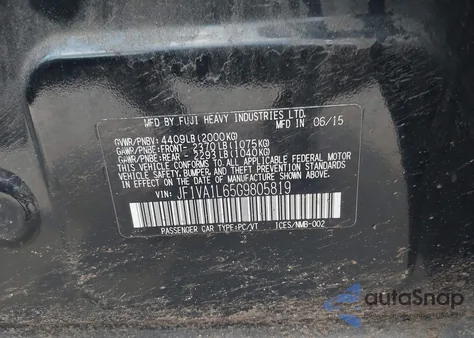 MFD BY FUJI HEAVY INDUSTRIES LTD.
MFD IN 06/15
GVWR/PNBV: 4409LB(2000KG)
GAWR/PNBE:FRONT- 2370LB(1075KG)
GAWR/PNBE:REAR - 2293LB(1040KG)
THIS VEHICLE CONFORMS TO ALL APPLICABLE FEDERAL MOTOR
VEHICLE SAFETY, BUMPER AND THEFT PREVENTION STANDARDS
IN EFFECT ON THE DATE OF MANUFACTURE SHOWN ABOVE.
VIN: JF1VA1L65G9805819
PASSENGER CAR TYPE:PC/VT ICES/NMB-002
autoSnap